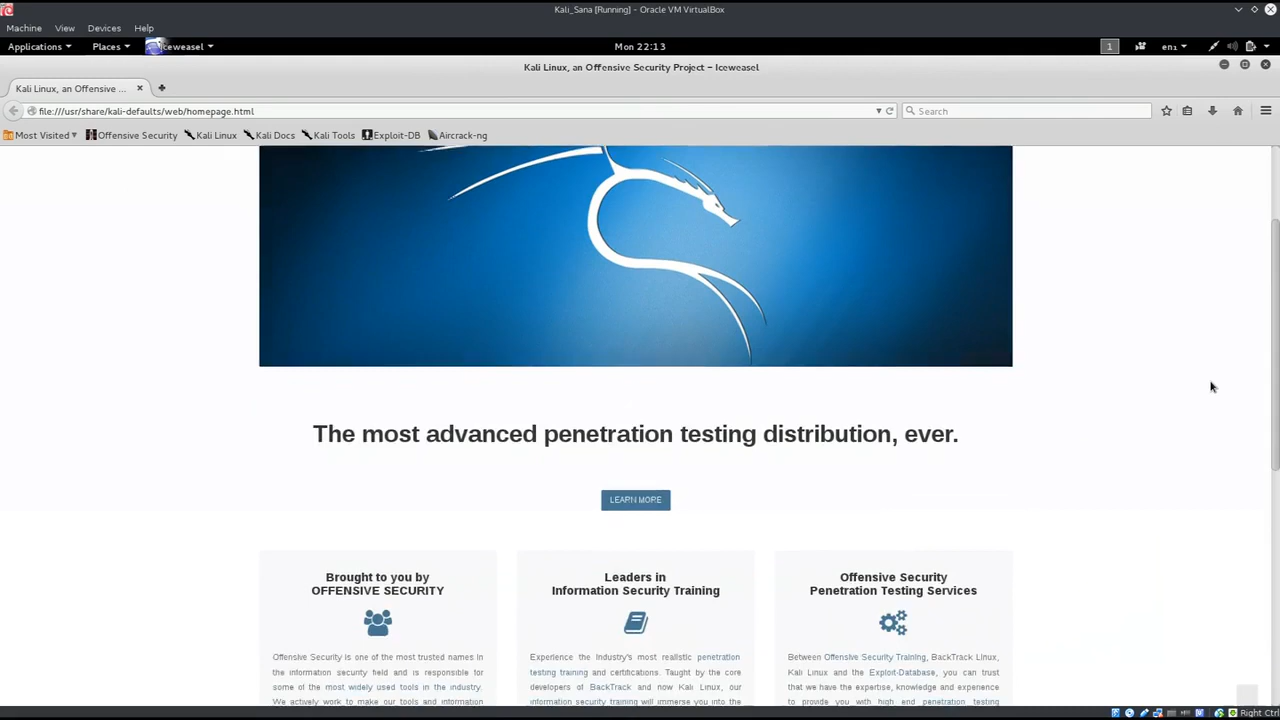 Kali_Sana [Running] - Oracle VM VirtualBox
Machine View Devices Help
Applications Places Iceweasel Mon 22:13 1 en1
Kali Linux, an Offensive Security Project - Iceweasel
Kali Linux, an Offensive ...
file:///usr/share/kali-defaults/web/homepage.html Search
Most Visited Offensive Security Kali Linux Kali Docs Kali Tools Exploit-DB Aircrack-ng
The most advanced penetration testing distribution, ever.
LEARN MORE
Brought to you by
OFFENSIVE SECURITY
Offensive Security is one of the most trusted names in
the information security field and is responsible for
some of the most widely used tools in the industry.
We actively work to make our tools and information
Leaders in
Information Security Training
Experience the industry's most realistic penetration
testing training and certifications. Taught by the core
developers of BackTrack and now Kali Linux, our
information security training will immerse you into the
Offensive Security
Penetration Testing Services
Between Offensive Security Training, BackTrack Linux,
Kali Linux and the Exploit-Database, you can trust
that we have the expertise, knowledge and experience
to provide you with high end penetration testing
Right Ctrl